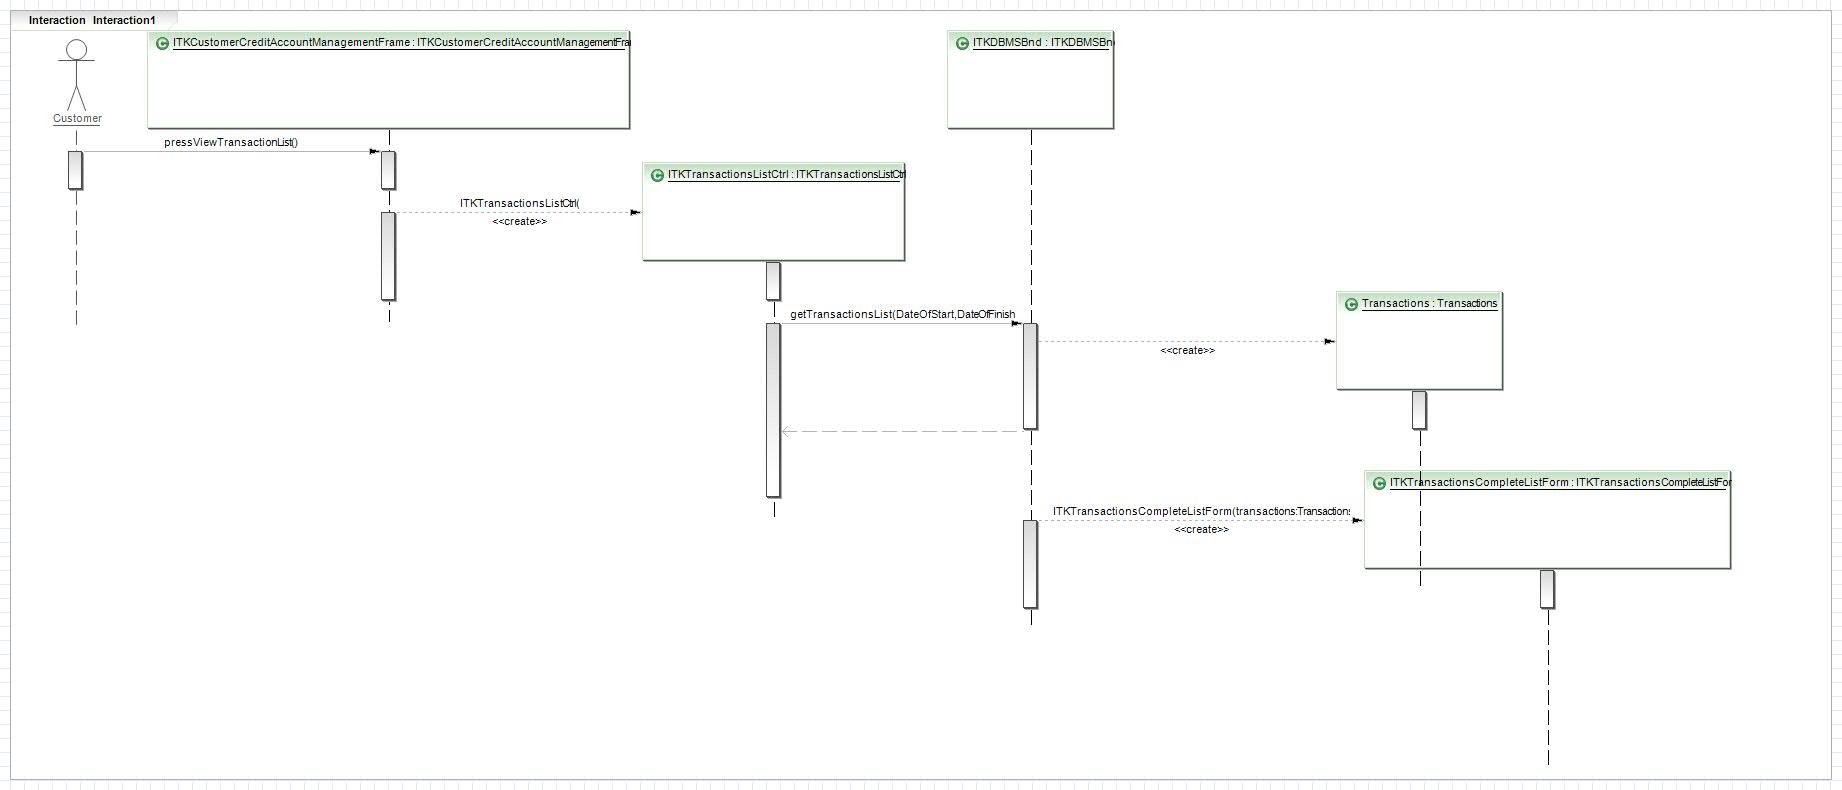 Interaction Interaction1
ITKCustomerCreditAccountManagementFrame : ITKCustomerCreditAccountManagementFra
ITKDBMSBnd : ITKDBMSBn
Customer
pressViewTransactionList()
ITKTransactionsListCtrl : ITKTransactionsListCtrl
ITKTransactionsListCtrl(
<<create>>
Transactions : Transactions
getTransactionsList(DateOfStart,DateOfFinish
<<create>>
ITKTransactionsCompleteListForm : ITKTransactionsCompleteListFor
ITKTransactionsCompleteListForm(transactions:Transactions
<<create>>